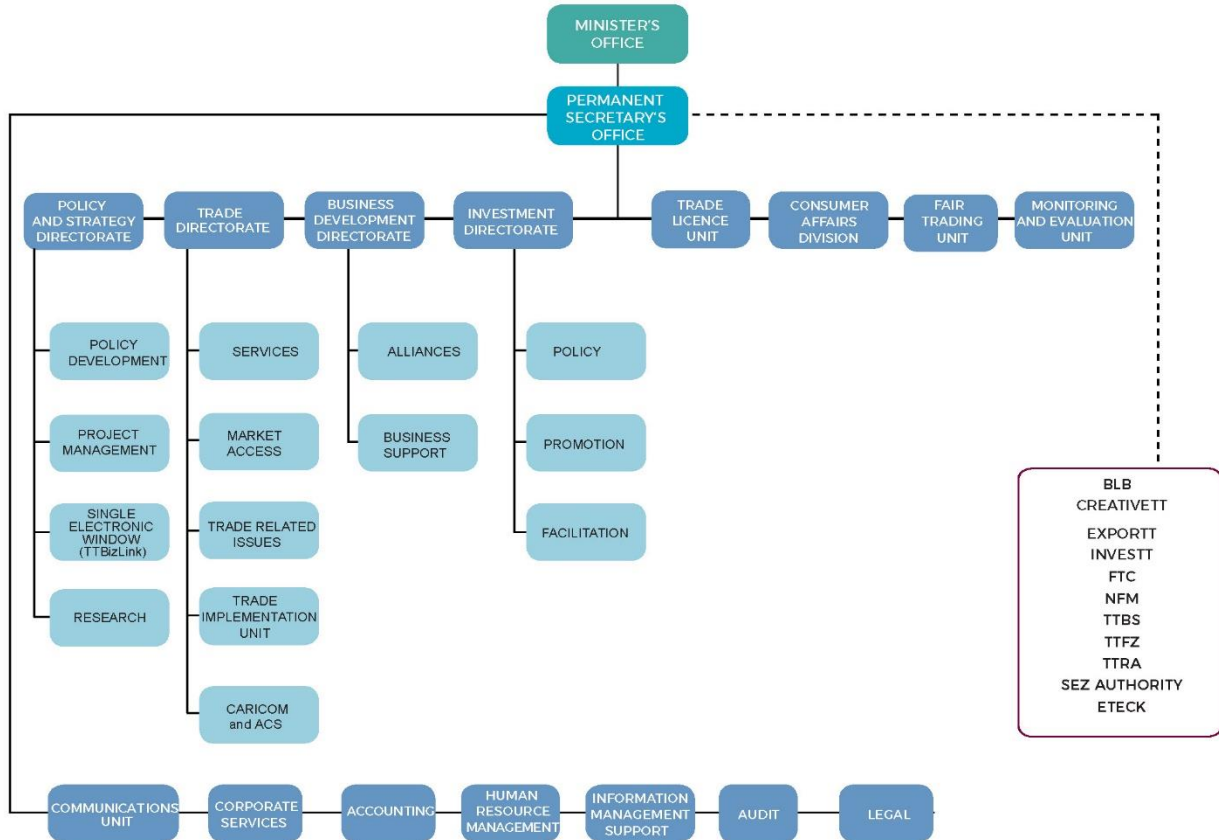 MINISTER'S
OFFICE
PERMANENT
SECRETARY'S
OFFICE
POLICY
AND STRATEGY
DIRECTORATE
TRADE
DIRECTORATE
BUSINESS
DEVELOPMENT
DIRECTORATE
INVESTMENT
DIRECTORATE
TRADE
LICENCE
UNIT
CONSUMER
AFFAIRS
DIVISION
FAIR
TRADING
UNIT
MONITORING
AND EVALUATION
UNIT
POLICY
DEVELOPMENT
PROJECT
MANAGEMENT
SINGLE
ELECTRONIC
WINDOW
(TTBizLink)
RESEARCH
SERVICES
MARKET
ACCESS
TRADE RELATED
ISSUES
TRADE
IMPLEMENTATION
UNIT
CARICOM
and ACS
ALLIANCES
BUSINESS
SUPPORT
POLICY
PROMOTION
FACILITATION
BLB
CREATIVETT
EXPORTT
INVESTT
FTC
NFM
TTBS
TTFZ
TTRA
SEZ AUTHORITY
ETECK
COMMUNICATIONS
UNIT
CORPORATE
SERVICES
ACCOUNTING
HUMAN
RESOURCE
MANAGEMENT
INFORMATION
MANAGEMENT
SUPPORT
AUDIT
LEGAL